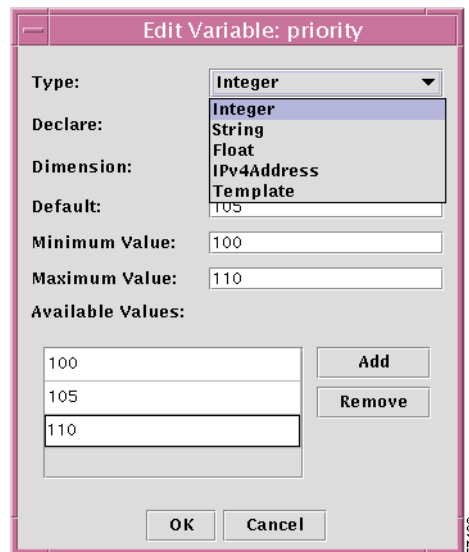 Edit Variable: priority
Type:
Integer
Integer
String
Float
IPv4Address
Template
Declare:
Dimension:
Default:
105
Minimum Value:
100
Maximum Value:
110
Available Values:
100
105
110
Add
Remove
OK
Cancel